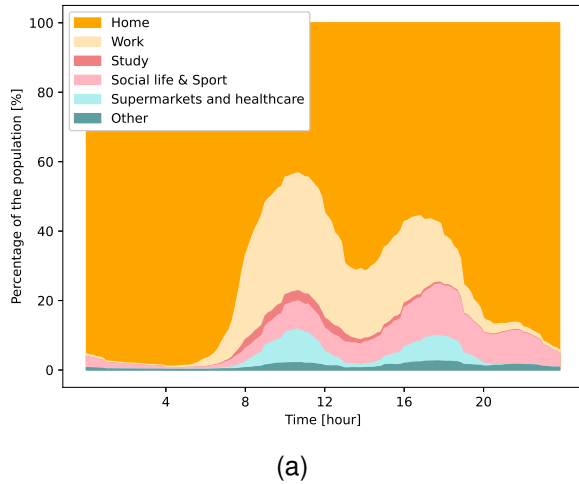 Home
Work
Study
Social life & Sport
Supermarkets and healthcare
Other
Percentage of the population [%]
100
80
60
40
20
0
4 8 12 16 20
Time [hour]
(a)